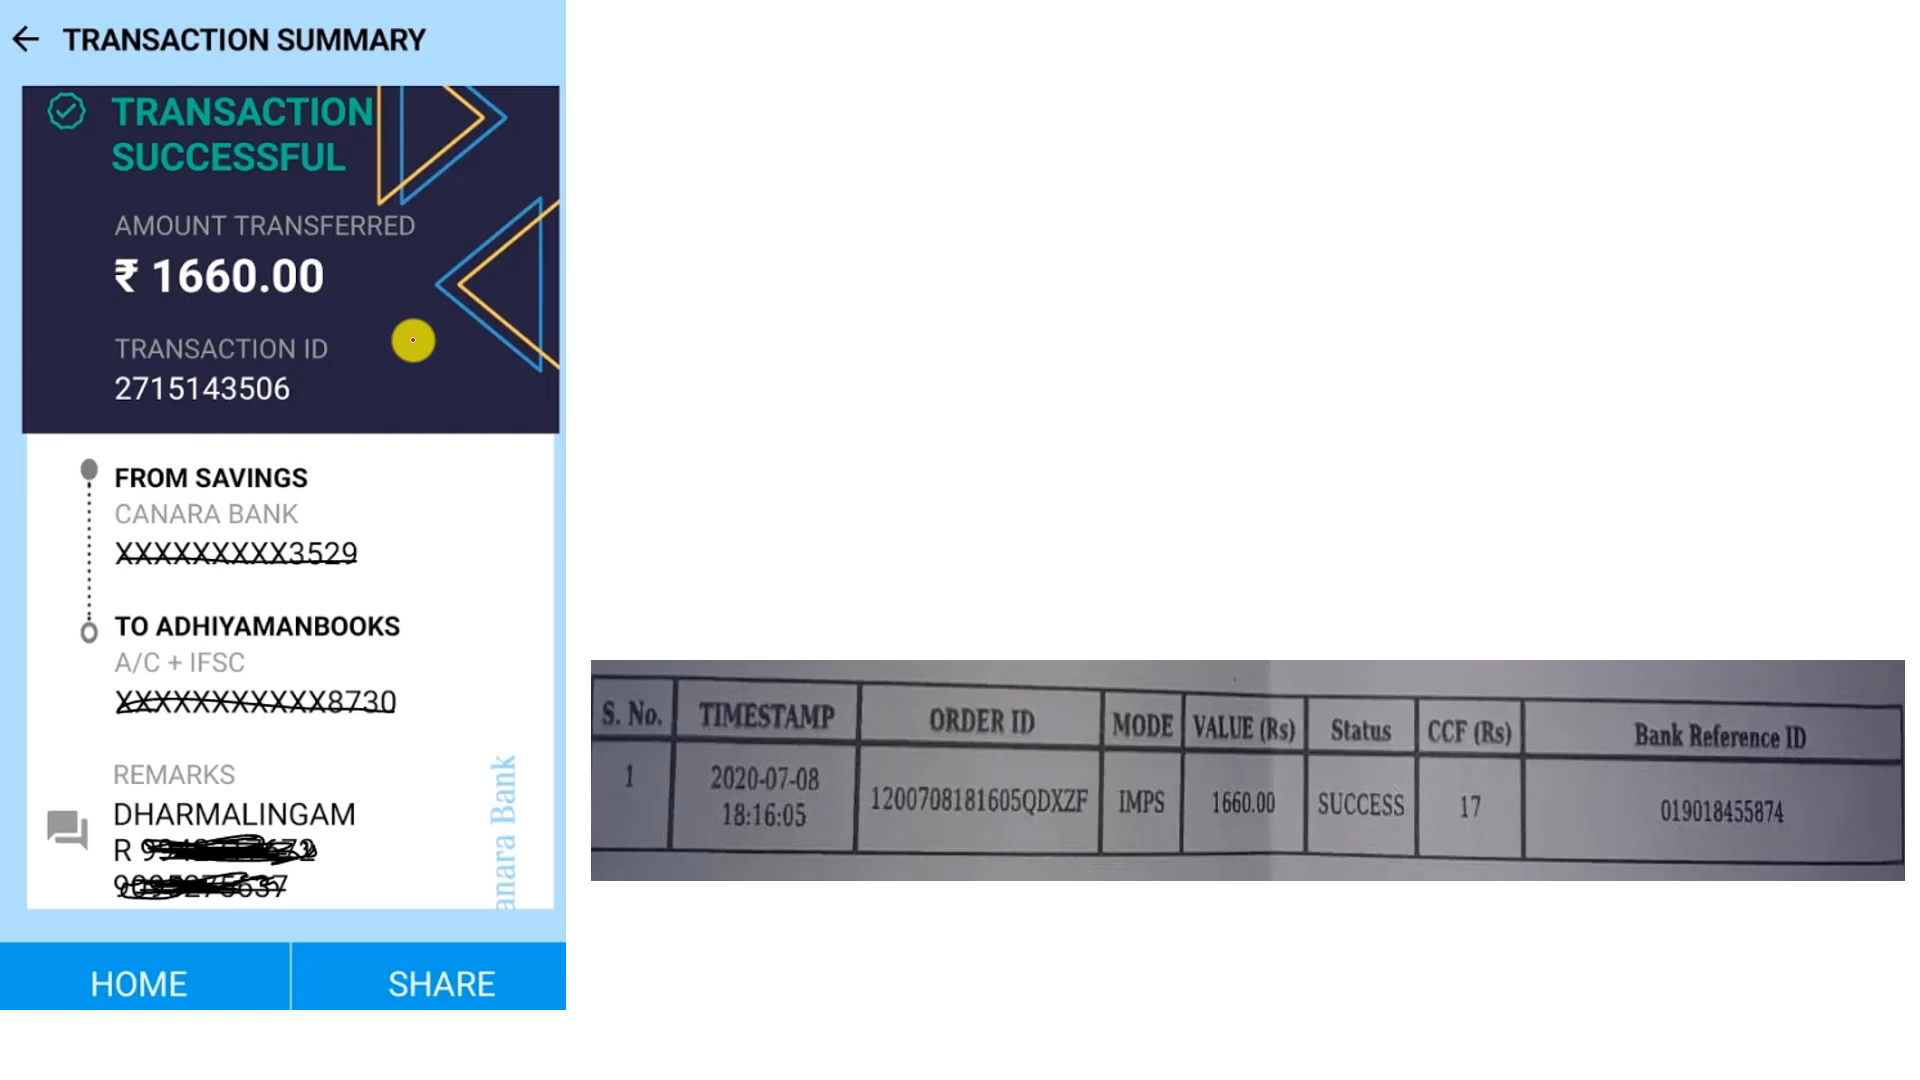 TRANSACTION SUMMARY
TRANSACTION
SUCCESSFUL
AMOUNT TRANSFERRED
₹ 1660.00
TRANSACTION ID
2715143506
FROM SAVINGS
CANARA BANK
XXXXXXXXX3529
TO ADHIYAMANBOOKS
A/C + IFSC
XXXXXXXXXXX8730
REMARKS
DHARMALINGAM
R
anara Bank
HOME SHARE
S. No. TIMESTAMP ORDER ID MODE VALUE (Rs) Status CCF (Rs) Bank Reference ID
1 2020-07-08 18:16:05 1200708181605QDXZF IMPS 1660.00 SUCCESS 17 019018455874